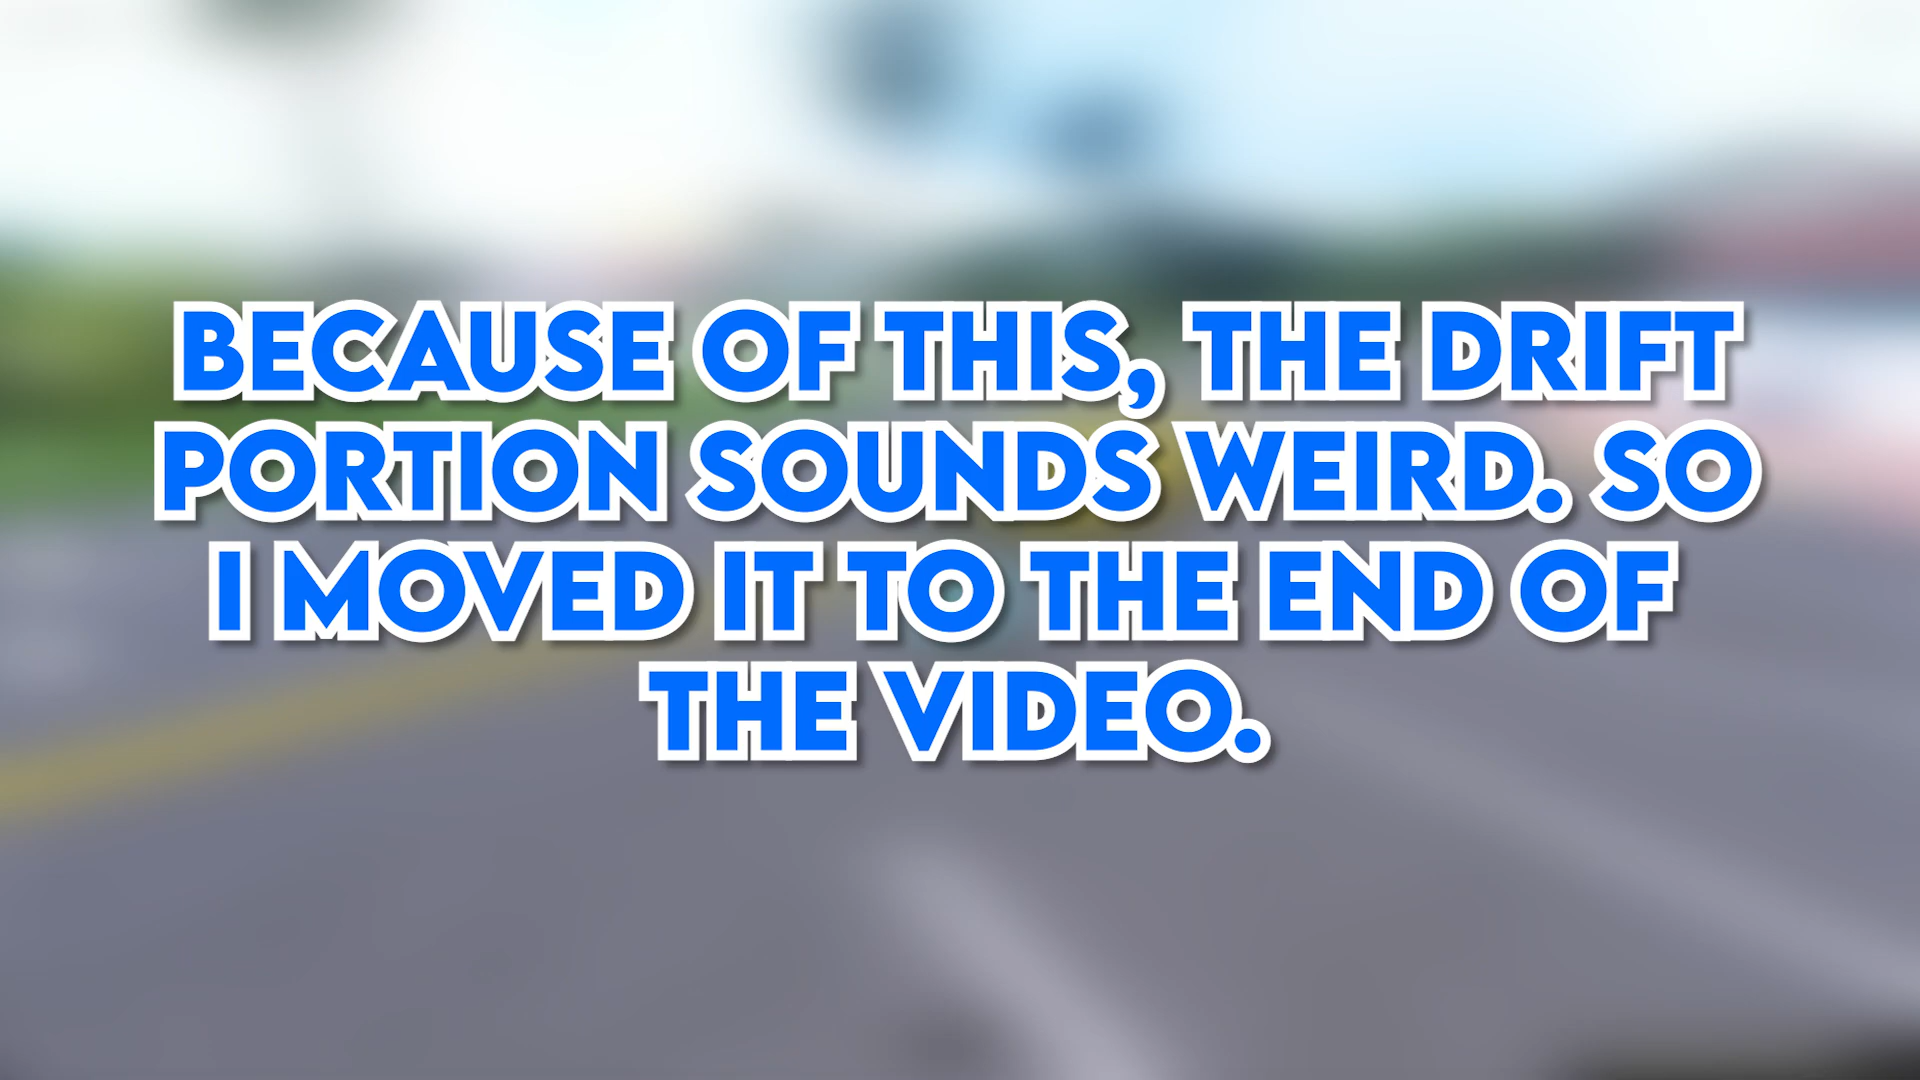 BECAUSE OF THIS, THE DRIFT
PORTION SOUNDS WEIRD. SO
I MOVED IT TO THE END OF
THE VIDEO.